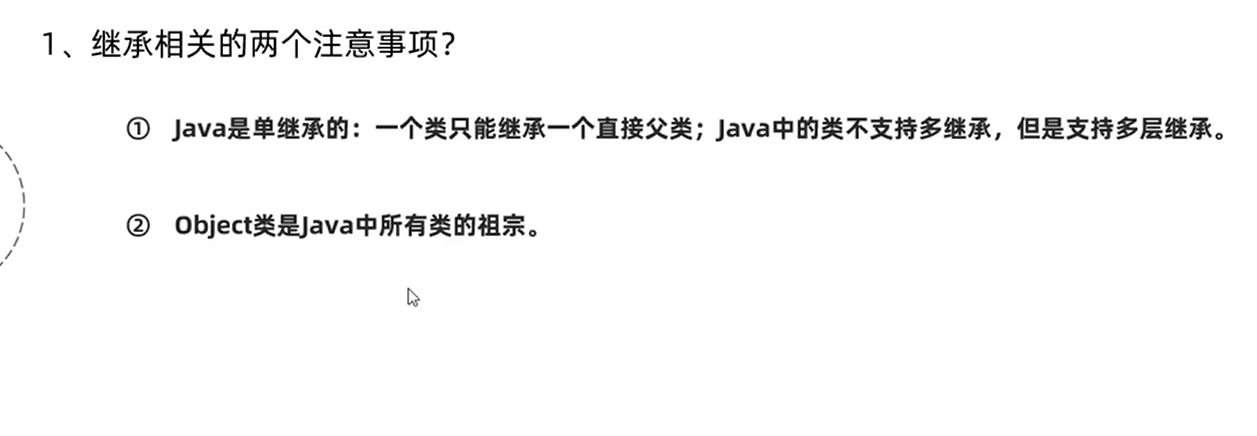 1、继承相关的两个注意事项?
① Java是单继承的：一个类只能继承一个直接父类；Java中的类不支持多继承，但是支持多层继承。
② Object类是Java中所有类的祖宗。